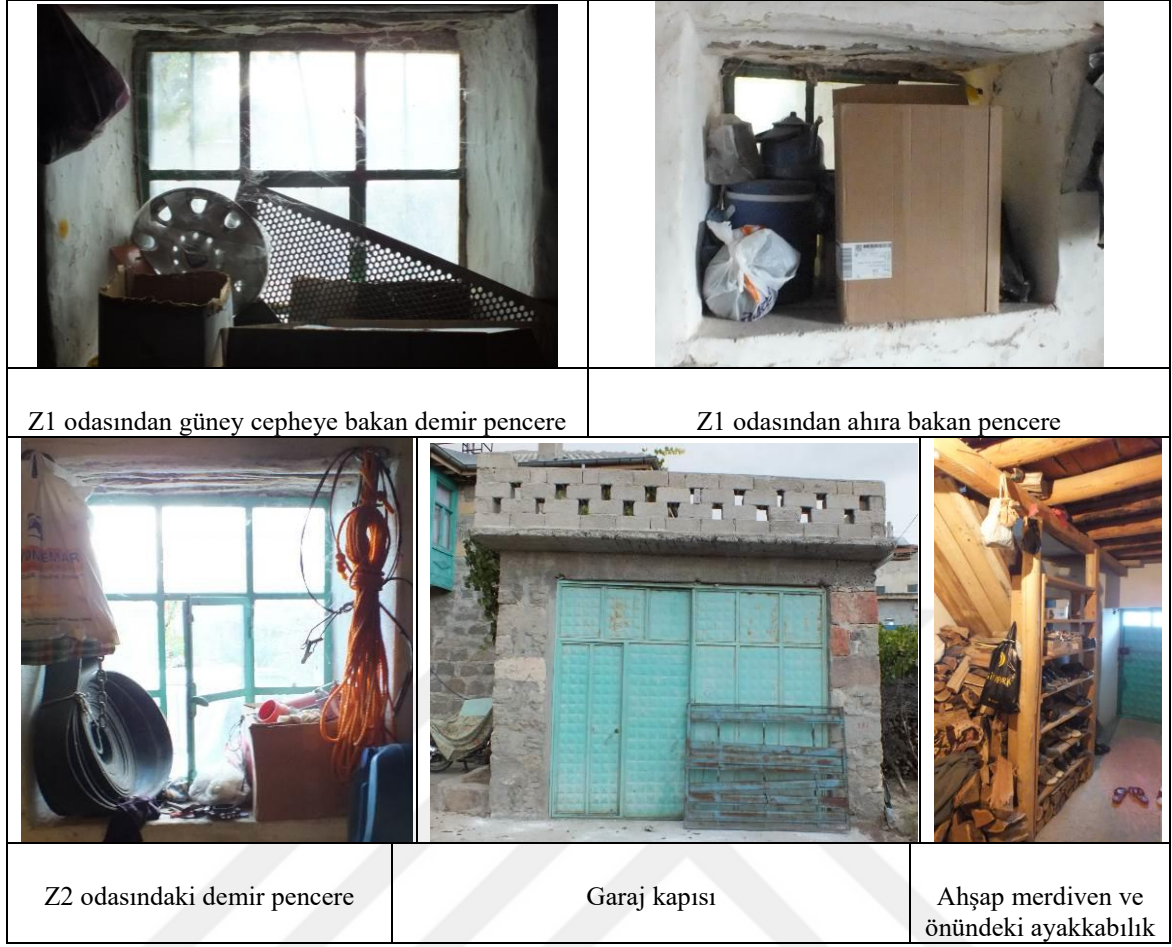 Z1 odasından güney cepheye bakan demir pencere
Z1 odasından ahıra bakan pencere
Z2 odasındaki demir pencere
Garaj kapısı
Ahşap merdiven ve
önündeki ayakkabılık